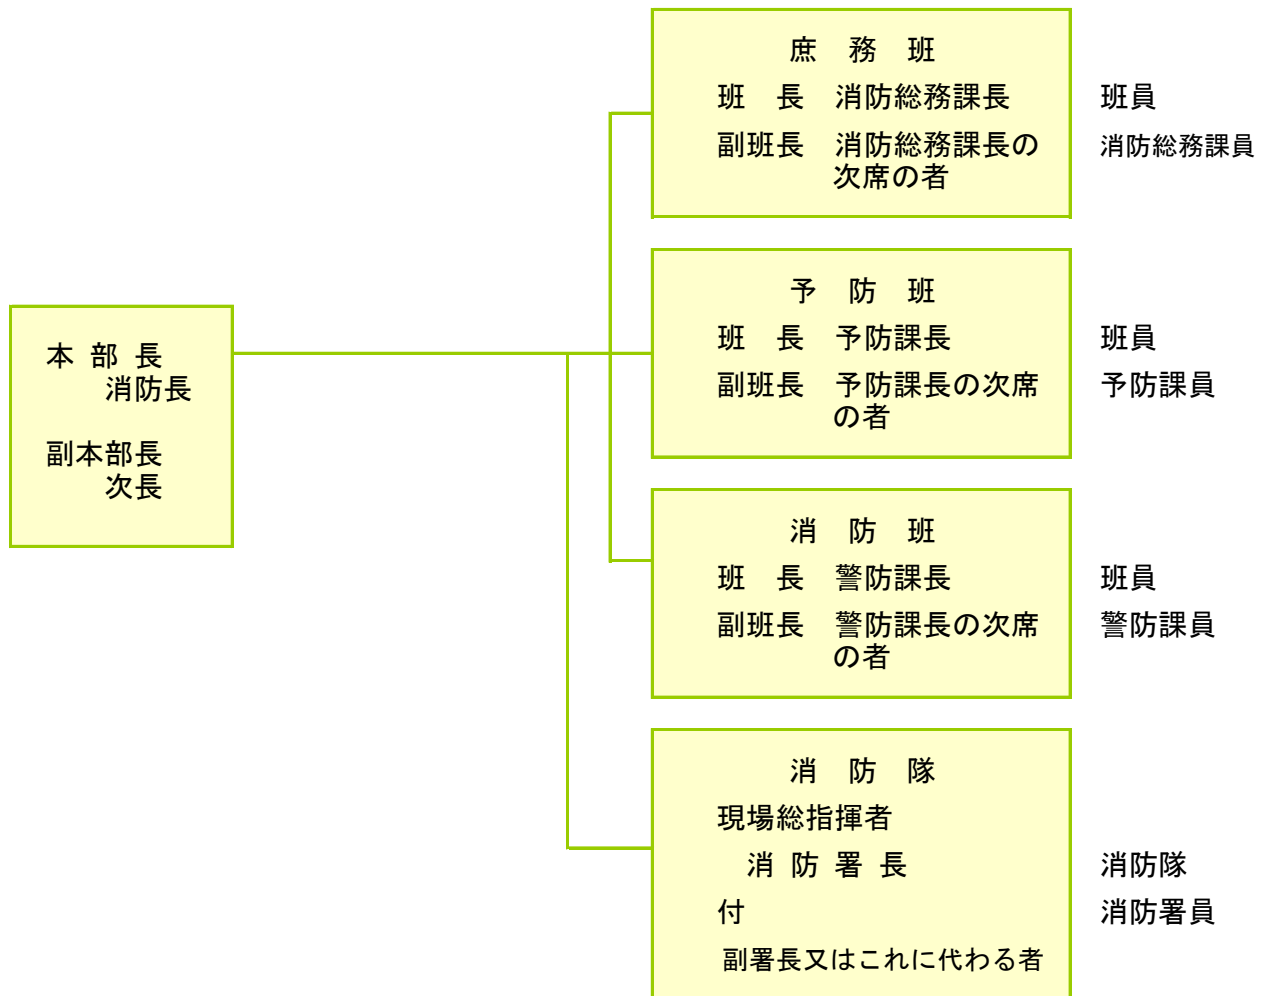 本 部 長
消防長
副本部長
次長
庶　務　班
班　長　消防総務課長
副班長　消防総務課長の
次席の者
班員
消防総務課員
予　防　班
班　長　予防課長
副班長　予防課長の次席
の者
班員
予防課員
消　防　班
班　長　警防課長
副班長　警防課長の次席
の者
班員
警防課員
消　防　隊
現場総指揮者
消 防 署 長
付
副署長又はこれに代わる者
消防隊
消防署員